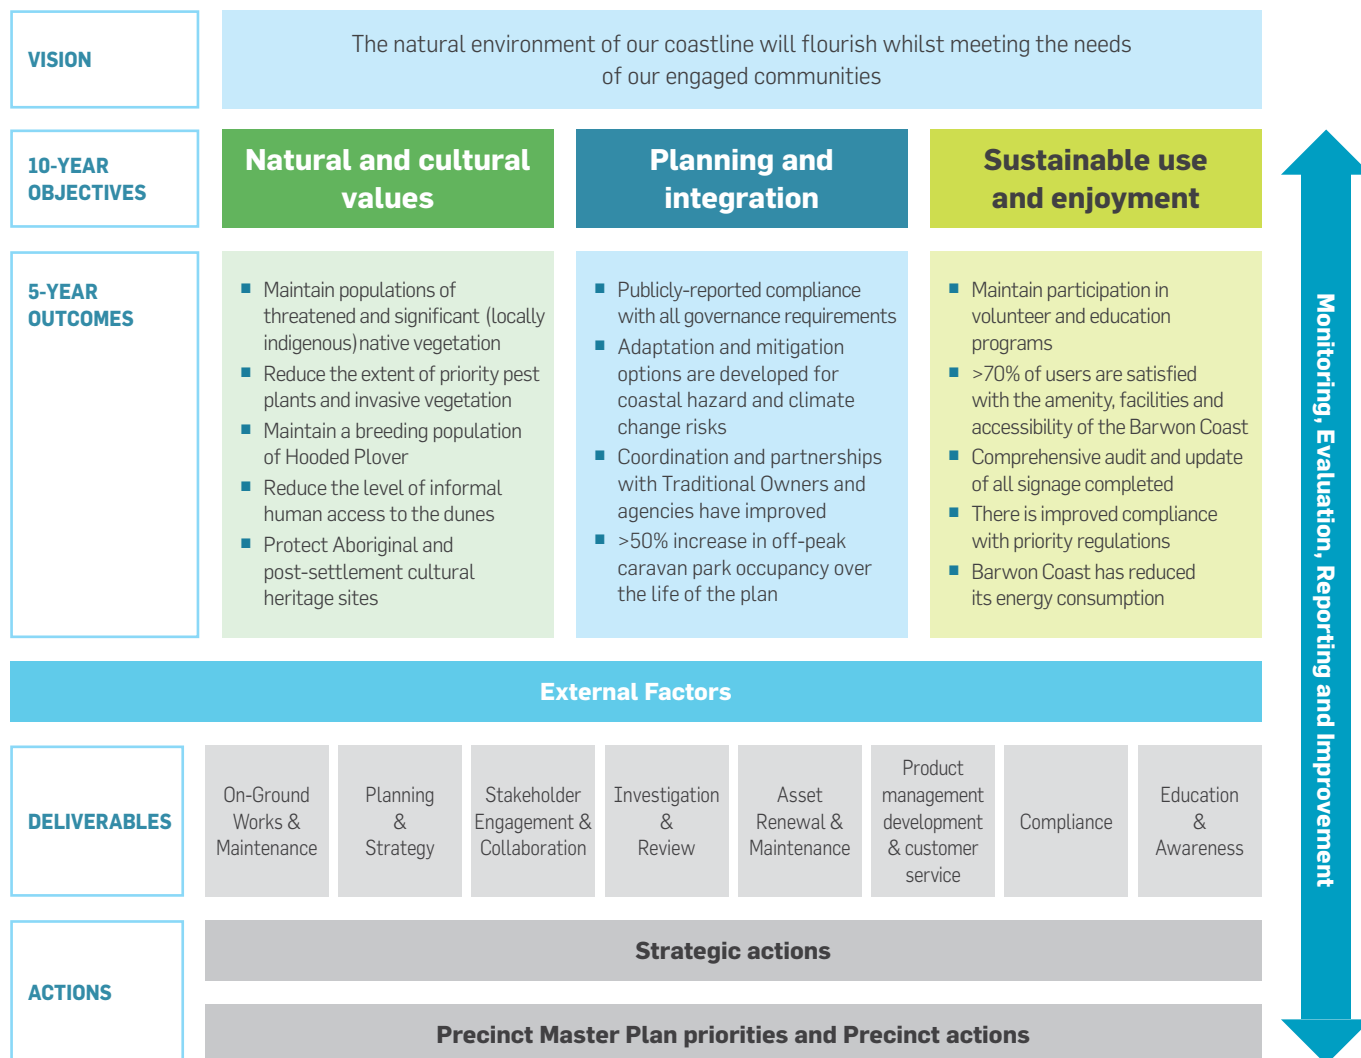 VISION
The natural environment of our coastline will flourish whilst meeting the needs
of our engaged communities
10-YEAR
OBJECTIVES
Natural and cultural
values
Planning and
integration
Sustainable use
and enjoyment
5-YEAR
OUTCOMES
▪ Maintain populations of
threatened and significant (locally
indigenous) native vegetation
▪ Reduce the extent of priority pest
plants and invasive vegetation
▪ Maintain a breeding population
of Hooded Plover
▪ Reduce the level of informal
human access to the dunes
▪ Protect Aboriginal and
post-settlement cultural
heritage sites
▪ Publicly-reported compliance
with all governance requirements
▪ Adaptation and mitigation
options are developed for
coastal hazard and climate
change risks
▪ Coordination and partnerships
with Traditional Owners and
agencies have improved
▪ >50% increase in off-peak
caravan park occupancy over
the life of the plan
▪ Maintain participation in
volunteer and education
programs
▪ >70% of users are satisfied
with the amenity, facilities and
accessibility of the Barwon Coast
▪ Comprehensive audit and update
of all signage completed
▪ There is improved compliance
with priority regulations
▪ Barwon Coast has reduced
its energy consumption
External Factors
DELIVERABLES
On-Ground
Works &
Maintenance
Planning
&
Strategy
Stakeholder
Engagement &
Collaboration
Investigation
&
Review
Asset
Renewal &
Maintenance
Product
management
development
& customer
service
Compliance
Education
&
Awareness
ACTIONS
Strategic actions
Precinct Master Plan priorities and Precinct actions
Monitoring, Evaluation, Reporting and Improvement